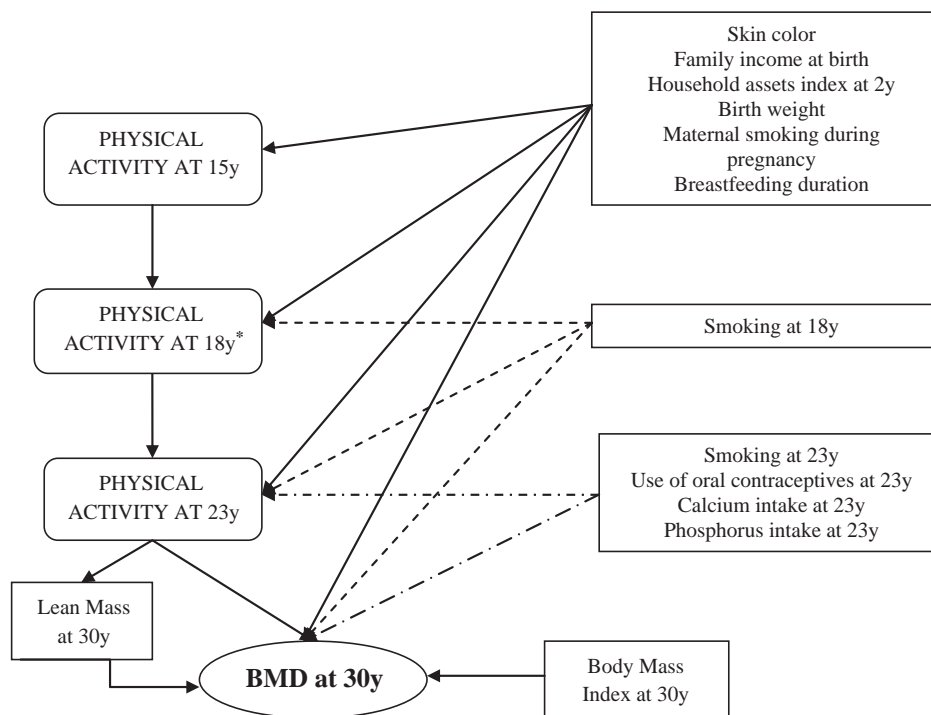 Skin color
Family income at birth
Household assets index at 2y
Birth weight
Maternal smoking during
pregnancy
Breastfeeding duration
PHYSICAL
ACTIVITY AT 15y
PHYSICAL
ACTIVITY AT 18y*
Smoking at 18y
PHYSICAL
ACTIVITY AT 23y
Smoking at 23y
Use of oral contraceptives at 23y
Calcium intake at 23y
Phosphorus intake at 23y
Lean Mass
at 30y
BMD at 30y
Body Mass
Index at 30y